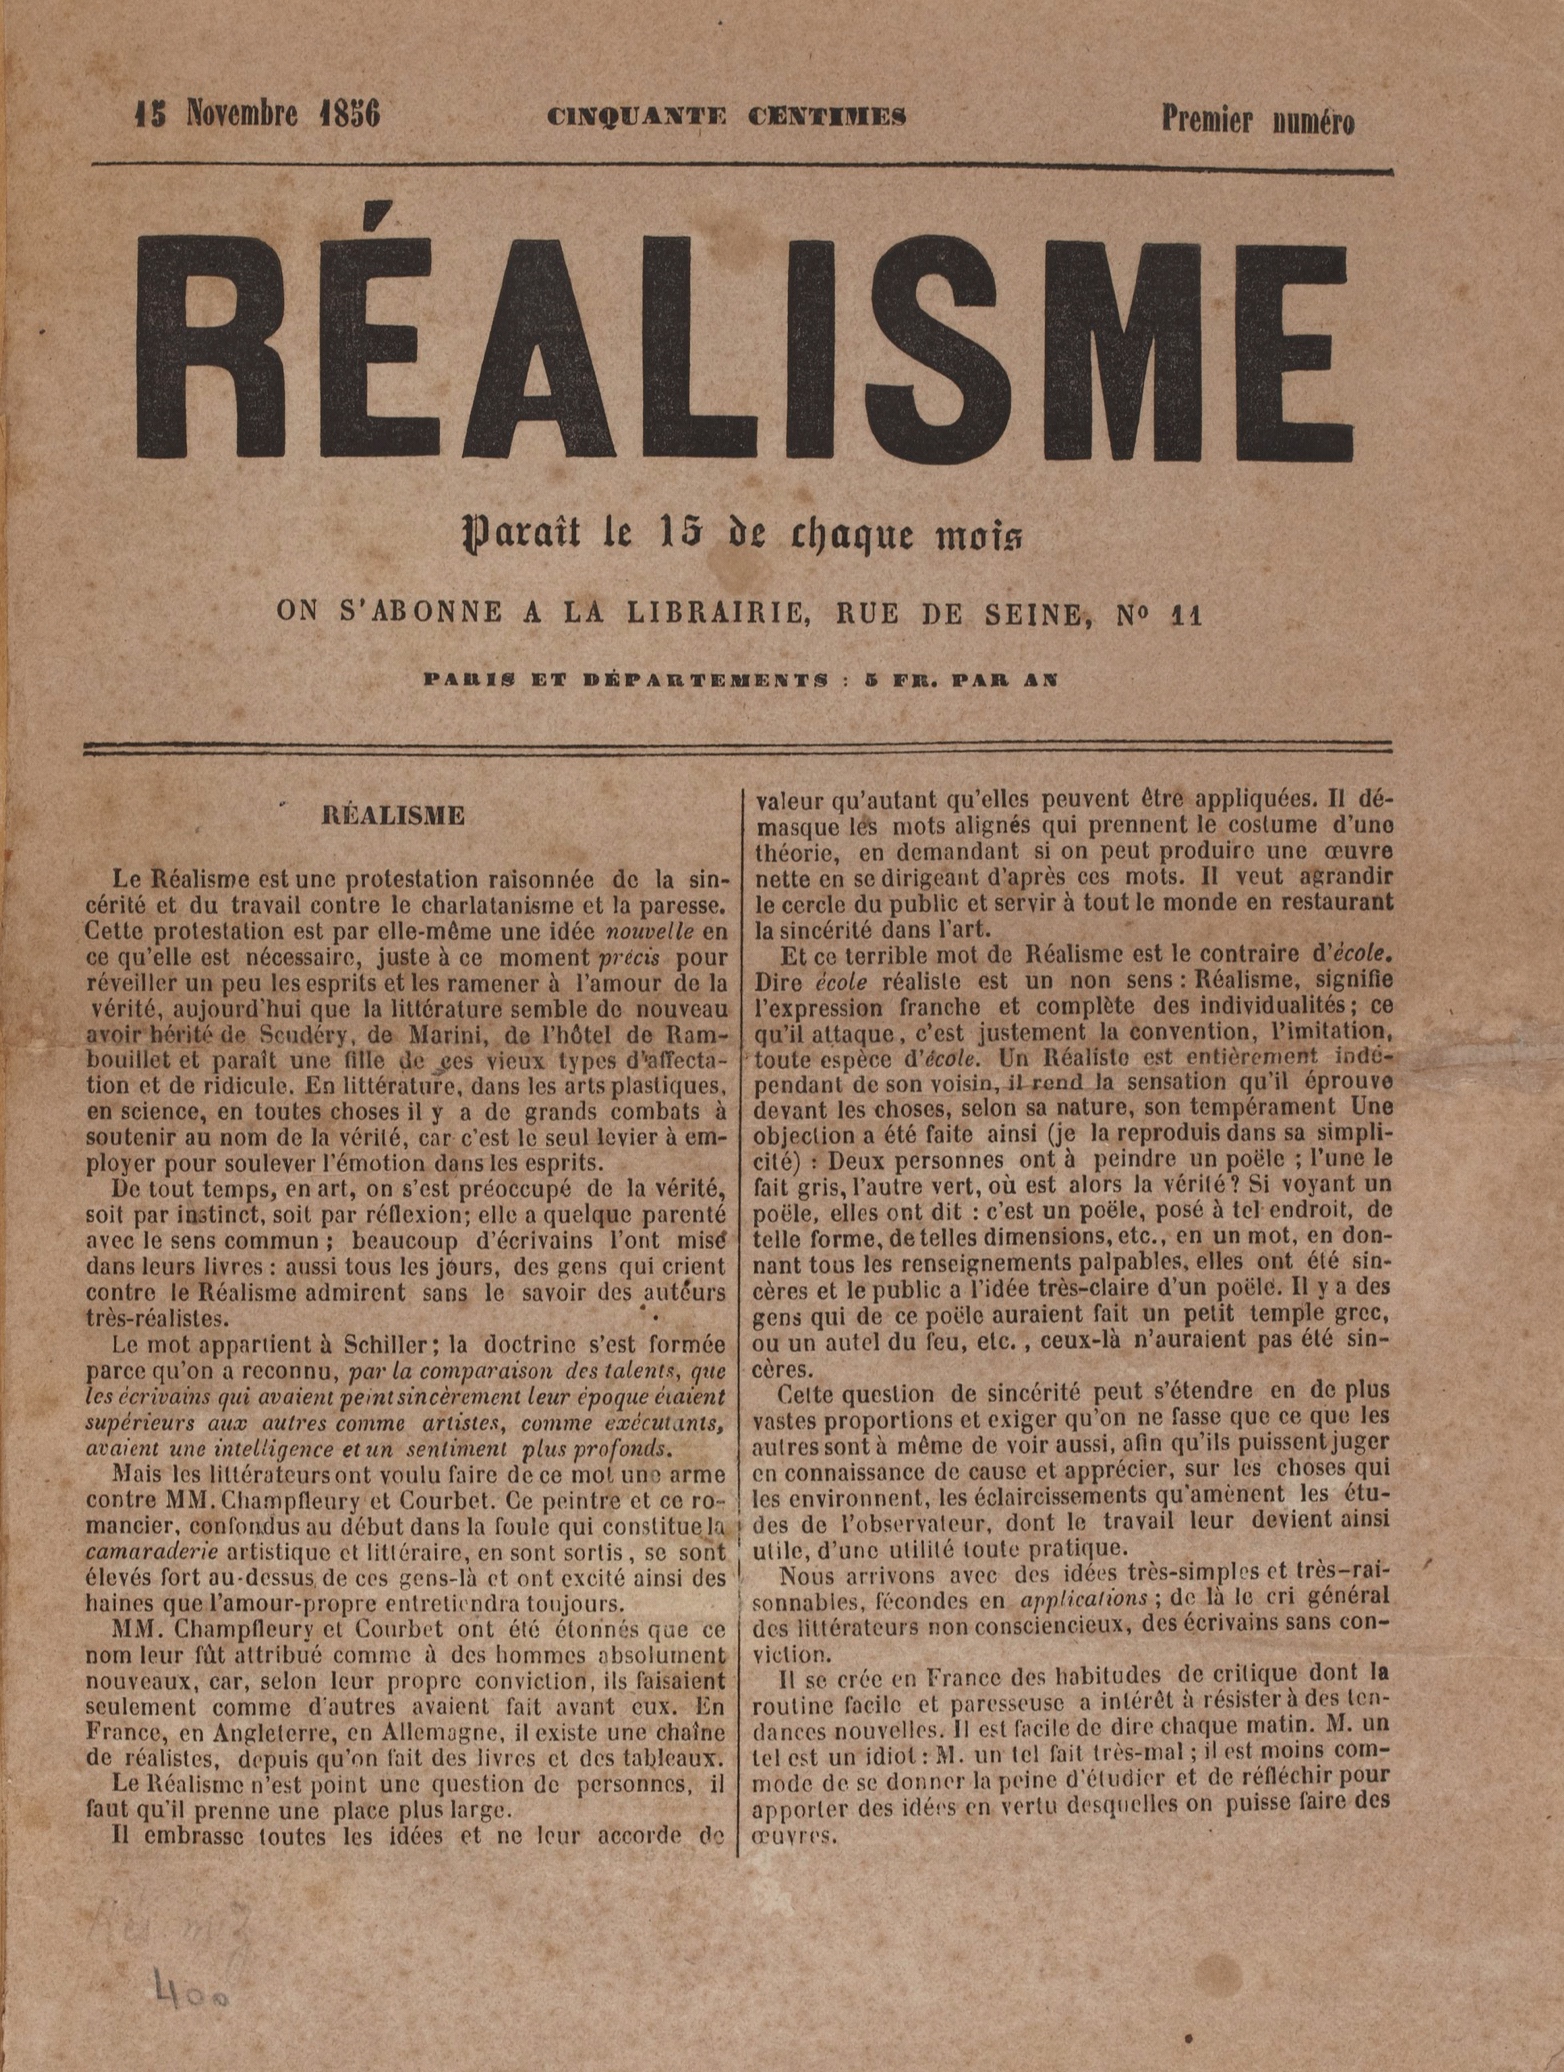 15 Novembre 1856
CINQUANTE CENTIMES
Premier numéro
RÉALISME
Paraît le 15 de chaque mois
ON S'ABONNE A LA LIBRAIRIE, RUE DE SEINE, Nº 11
PARIS ET DÉPARTEMENTS : 5 FR. PAR AN
RÉALISME
Le Réalisme est une protestation raisonnée de la sin-
cérité et du travail contre le charlatanisme et la paresse.
Cette protestation est par elle-même une idée nouvelle en
ce qu'elle est nécessaire, juste à ce moment précis pour
réveiller un peu les esprits et les ramener à l'amour de la
vérité, aujourd'hui que la littérature semble de nouveau
avoir hérité de Scudéry, de Marini, de l'hôtel de Ram-
bouillet et paraît une fille de ces vieux types d'affecta-
tion et de ridicule. En littérature, dans les arts plastiques,
en science, en toutes choses il y a de grands combats à
soutenir au nom de la vérité, car c'est le seul levier à em-
ployer pour soulever l'émotion dans les esprits.
De tout temps, en art, on s'est préoccupé de la vérité,
soit par instinct, soit par réflexion; elle a quelque parenté
avec le sens commun ; beaucoup d'écrivains l'ont misé
dans leurs livres : aussi tous les jours, des gens qui crient
contre le Réalisme admirent sans le savoir des auteurs
très-réalistes.
Le mot appartient à Schiller; la doctrine s'est formée
parce qu'on a reconnu, par la comparaison des talents, que
les écrivains qui avaient peint sincèrement leur époque étaient
supérieurs aux autres comme artistes, comme exécutants,
avaient une intelligence et un sentiment plus profonds.
Mais les littérateurs ont voulu faire de ce mot une arme
contre MM. Champfleury et Courbet. Ce peintre et ce ro-
mancier, confondus au début dans la foule qui constitue la
camaraderie artistique et littéraire, en sont sortis, se sont
élevés fort au-dessus de ces gens-là et ont excité ainsi des
haines que l'amour-propre entretiendra toujours.
MM. Champfleury et Courbet ont été étonnés que ce
nom leur fût attribué comme à des hommes absolument
nouveaux, car, selon leur propre conviction, ils faisaient
seulement comme d'autres avaient fait avant eux. En
France, en Angleterre, en Allemagne, il existe une chaîne
de réalistes, depuis qu'on fait des livres et des tableaux.
Le Réalisme n'est point une question de personnes, il
faut qu'il prenne une place plus large.
Il embrasse toutes les idées et ne leur accorde de
valeur qu'autant qu'elles peuvent être appliquées. Il dé-
masque les mots alignés qui prennent le costume d'une
théorie, en demandant si on peut produire une œuvre
nette en se dirigeant d'après ces mots. Il veut agrandir
le cercle du public et servir à tout le monde en restaurant
la sincérité dans l'art.
Et ce terrible mot de Réalisme est le contraire d'école.
Dire école réaliste est un non sens : Réalisme, signifie
l'expression franche et complète des individualités; ce
qu'il attaque, c'est justement la convention, l'imitation,
toute espèce d'école. Un Réaliste est entièrement indé-
pendant de son voisin, il rend la sensation qu'il éprouve
devant les choses, selon sa nature, son tempérament Une
objection a été faite ainsi (je la reproduis dans sa simpli-
cité) : Deux personnes ont à peindre un poële ; l'une le
fait gris, l'autre vert, où est alors la vérité? Si voyant un
poële, elles ont dit : c'est un poële, posé à tel endroit, de
telle forme, de telles dimensions, etc., en un mot, en don-
nant tous les renseignements palpables, elles ont été sin-
cères et le public a l'idée très-claire d'un poële. Il y a des
gens qui de ce poële auraient fait un petit temple grec,
ou un autel du feu, etc. , ceux-là n'auraient pas été sin-
cères.
Cette question de sincérité peut s'étendre en de plus
vastes proportions et exiger qu'on ne fasse que ce que les
autres sont à même de voir aussi, afin qu'ils puissent juger
en connaissance de cause et apprécier, sur les choses qui
les environnent, les éclaircissements qu'amènent les étu-
des de l'observateur, dont le travail leur devient ainsi
utile, d'une utilité toute pratique.
Nous arrivons avec des idées très-simples et très-rai-
sonnables, fécondes en applications ; de là le cri général
des littérateurs non consciencieux, des écrivains sans con-
viction.
Il se crée en France des habitudes de critique dont la
routine facile et paresseuse a intérêt à résister à des ten-
dances nouvelles. Il est facile de dire chaque matin. M. un
tel est un idiot : M. un tel fait très-mal ; il est moins com-
mode de se donner la peine d'étudier et de réfléchir pour
apporter des idées en vertu desquelles on puisse faire des
œuvres.
400